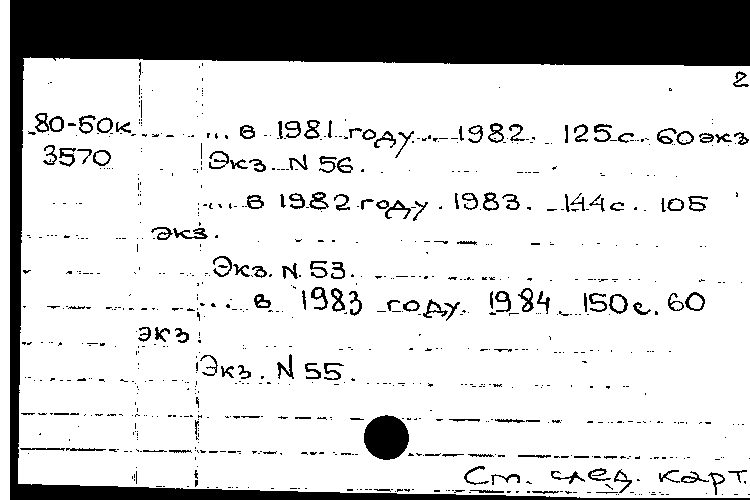 2
80-50к ... в 1981 году. 1982. 125с. 60экз
3570 Экз. N 56.
... в 1982 году. 1983. 144с. 105
экз.
Экз. N 53.
... в 1983 году. 1984. 150с. 60
экз.
Экз. N 55.
См. след. карт.